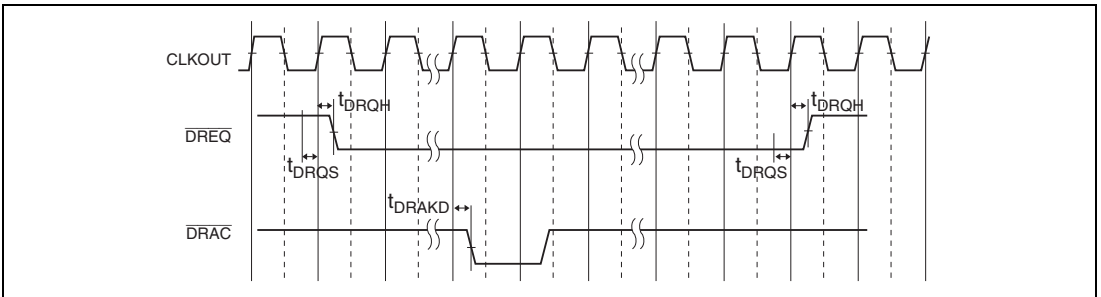 CLKOUT
tDRQH
tDRQH
DREQ
tDRQS
tDRQS
tDRAKD
DRAC